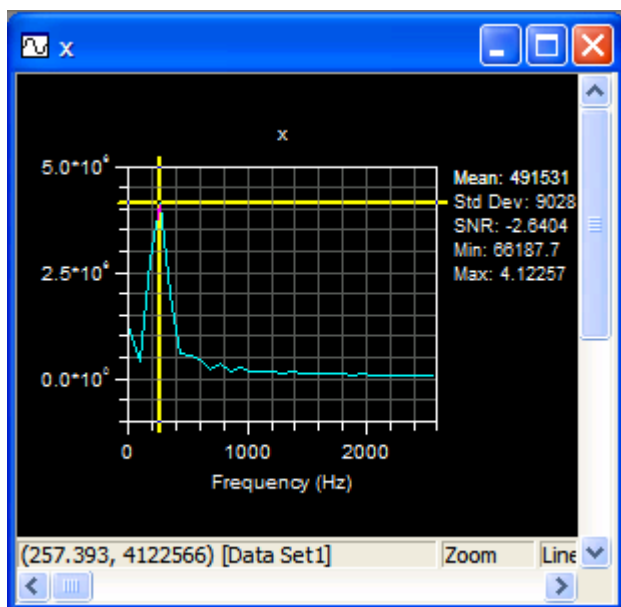 x
x
5.0*10⁶
2.5*10⁶
0.0*10⁰
0 1000 2000
Frequency (Hz)
Mean: 491531
Std Dev: 9028
SNR: -2.6404
Min: 66187.7
Max: 4.12257
(257.393, 4122566) [Data Set1] Zoom Line